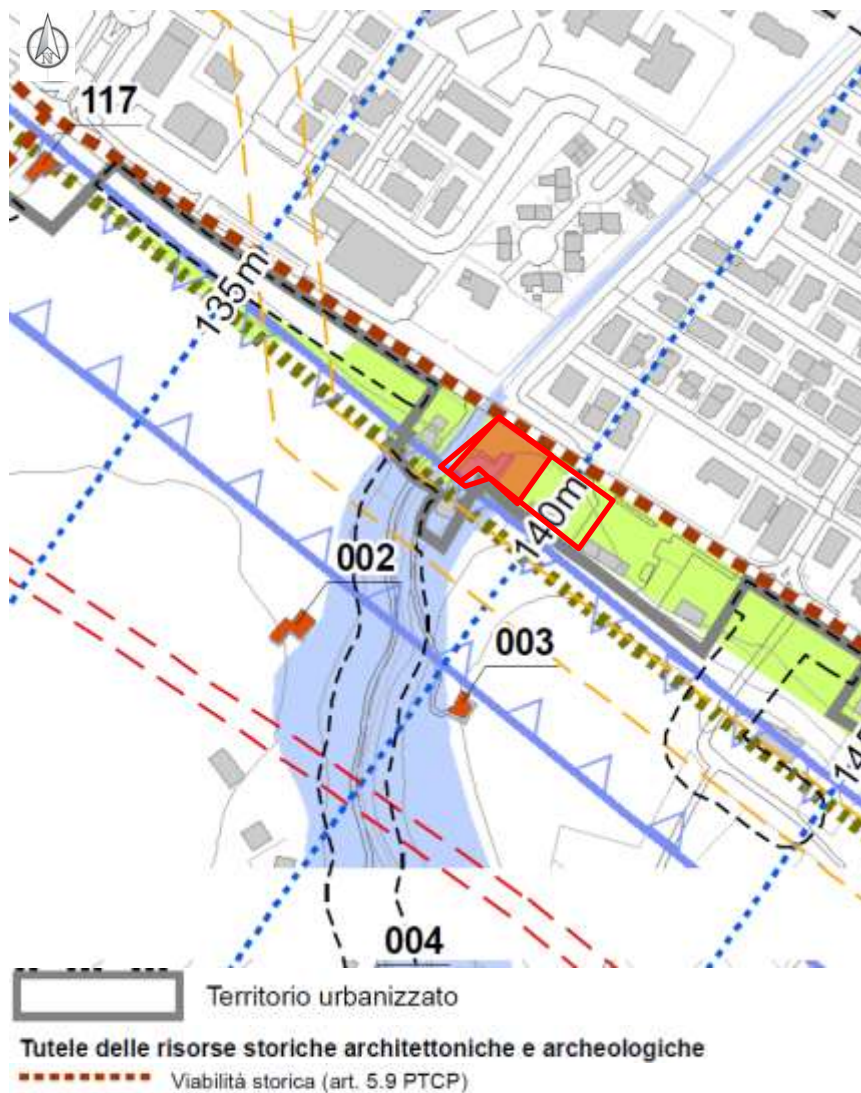 N
117
135m
140m
002
003
004
Territorio urbanizzato
Tutele delle risorse storiche architettoniche e archeologiche
Viabilità storica (art. 5.9 PTCP)